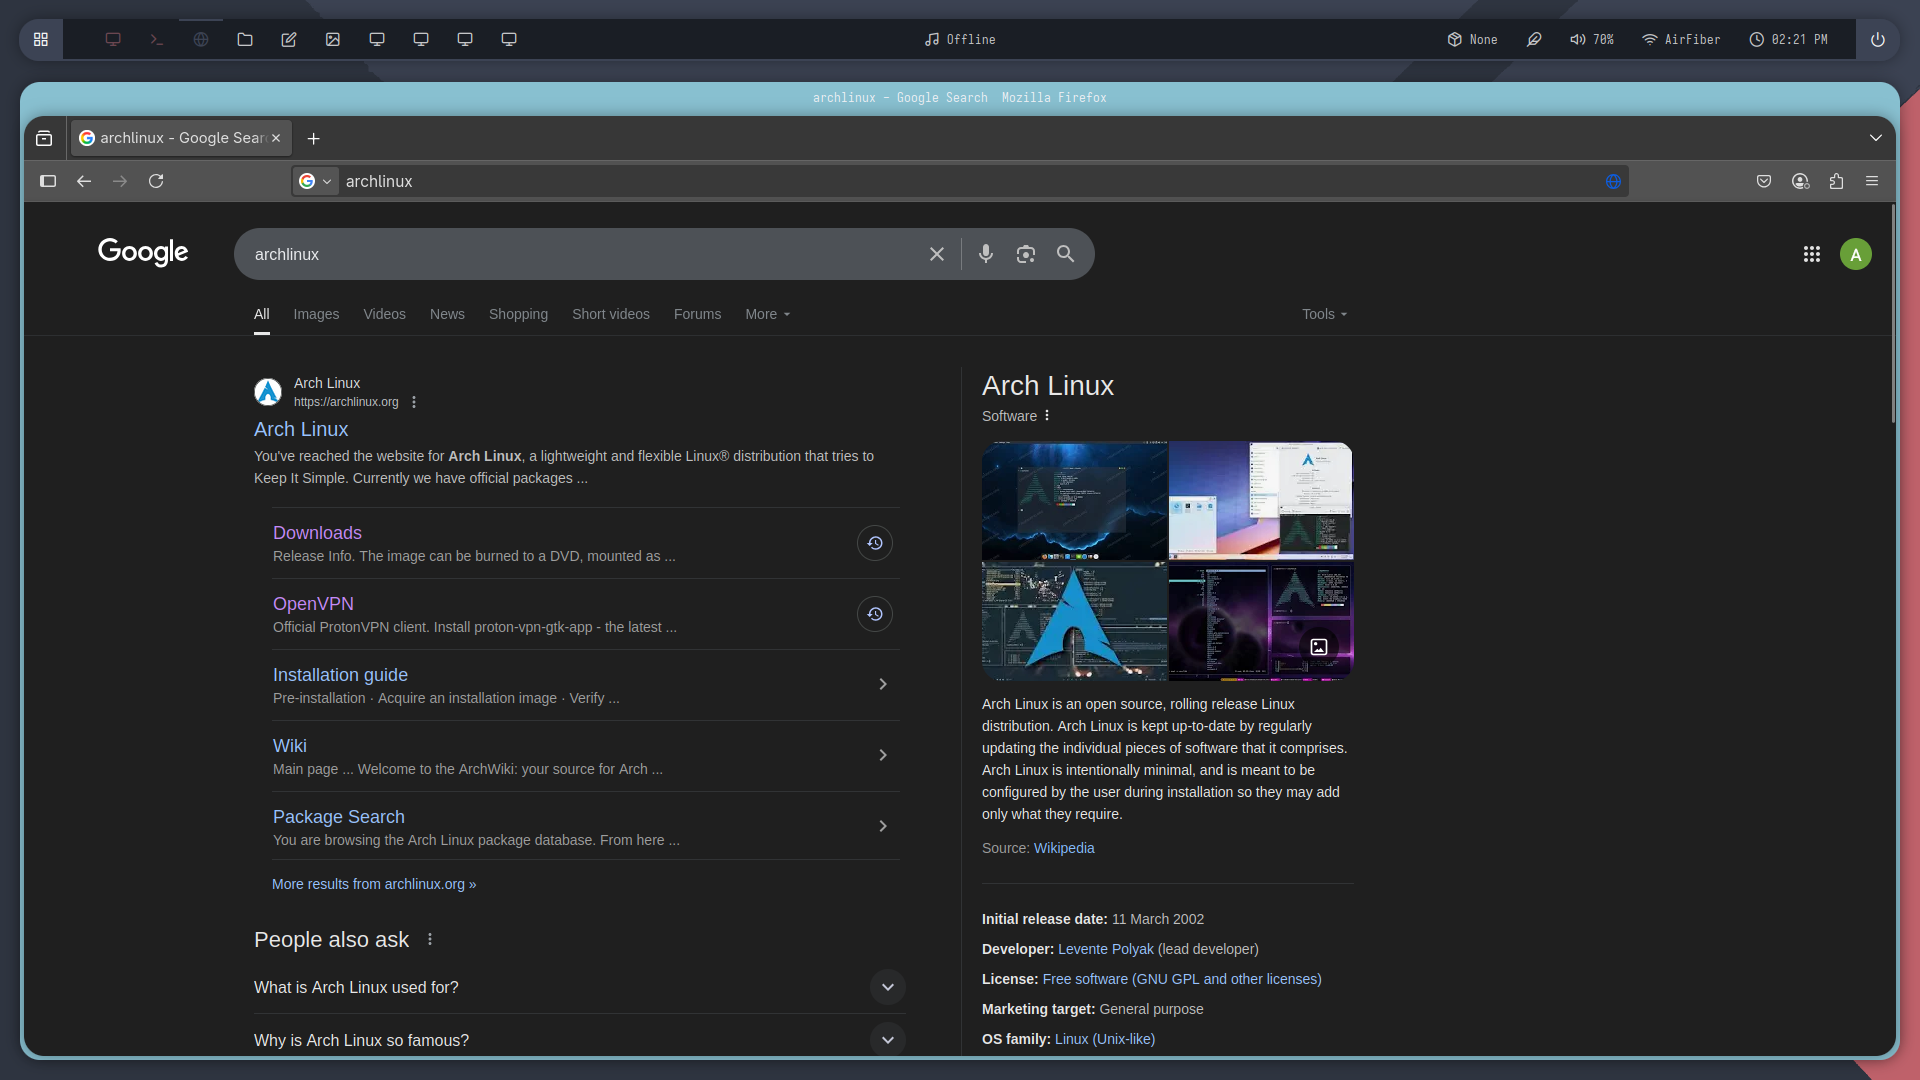 Offline
None
70%
AirFiber
02:21 PM
archlinux — Google Search  Mozilla Firefox
archlinux - Google Sear
archlinux
Google
archlinux
A
All
Images
Videos
News
Shopping
Short videos
Forums
More
Tools
Arch Linux
https://archlinux.org
Arch Linux
You've reached the website for Arch Linux, a lightweight and flexible Linux® distribution that tries to
Keep It Simple. Currently we have official packages ...
Downloads
Release Info. The image can be burned to a DVD, mounted as ...
OpenVPN
Official ProtonVPN client. Install proton-vpn-gtk-app - the latest ...
Installation guide
Pre-installation · Acquire an installation image · Verify ...
Wiki
Main page ... Welcome to the ArchWiki: your source for Arch ...
Package Search
You are browsing the Arch Linux package database. From here ...
More results from archlinux.org »
People also ask
What is Arch Linux used for?
Why is Arch Linux so famous?
Arch Linux
Software
Arch Linux is an open source, rolling release Linux
distribution. Arch Linux is kept up-to-date by regularly
updating the individual pieces of software that it comprises.
Arch Linux is intentionally minimal, and is meant to be
configured by the user during installation so they may add
only what they require.
Source: Wikipedia
Initial release date: 11 March 2002
Developer: Levente Polyak (lead developer)
License: Free software (GNU GPL and other licenses)
Marketing target: General purpose
OS family: Linux (Unix-like)